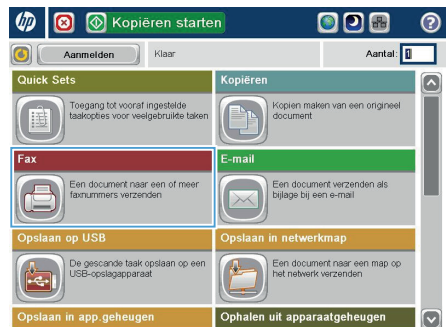 hp Kopiëren starten ?
Aanmelden Klaar Aantal: 1
Quick Sets
Toegang tot vooraf ingestelde
taakopties voor veelgebruikte taken
Kopiëren
Kopien maken van een origineel
document
Fax
Een document naar een of meer
faxnummers verzenden
E-mail
Een document verzenden als
bijlage bij een e-mail
Opslaan op USB
De gescande taak opslaan op een
USB-opslagapparaat
Opslaan in netwerkmap
Een document naar een map op
het netwerk verzenden
Opslaan in app.geheugen
Ophalen uit apparaatgeheugen